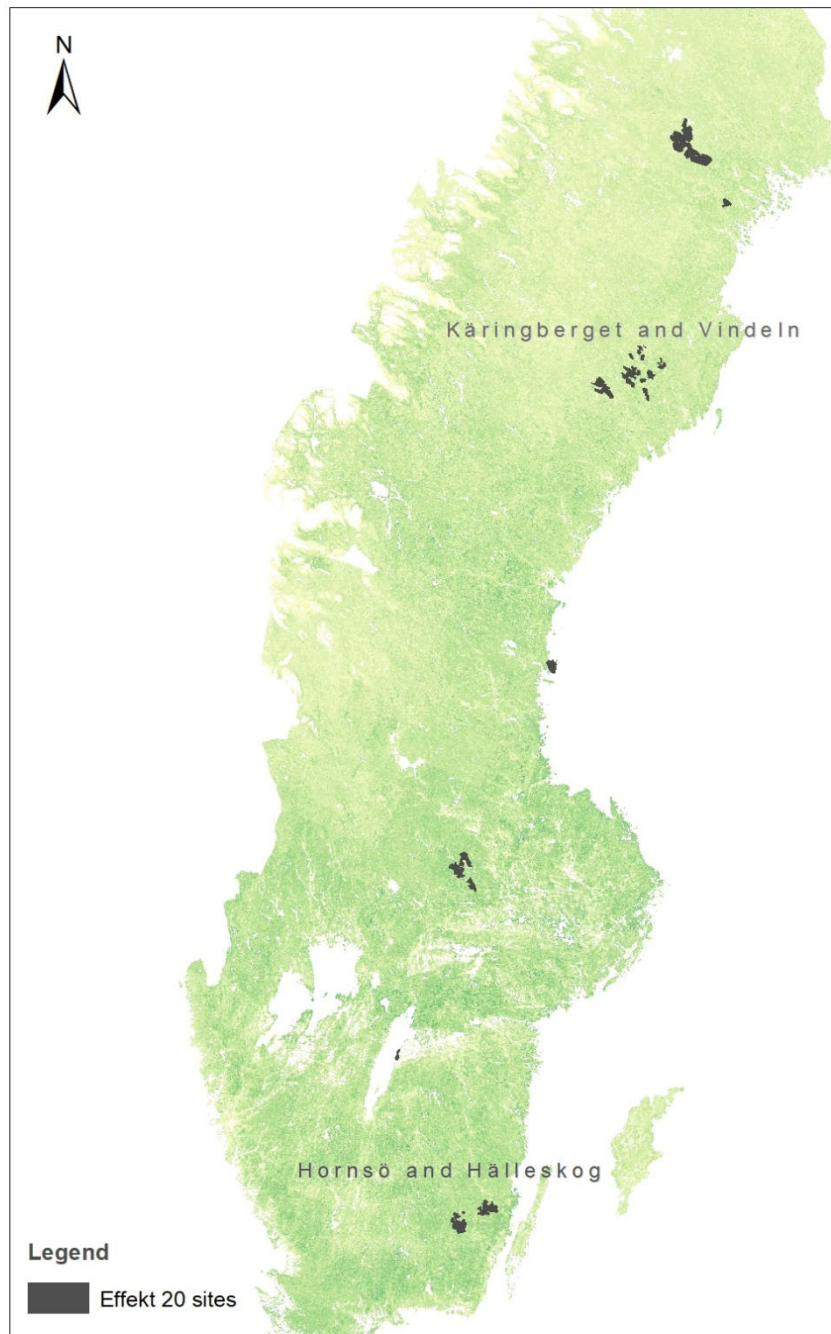 N
Käringberget and Vindeln
Hornsö and Hälleskog
Legend
Effekt 20 sites